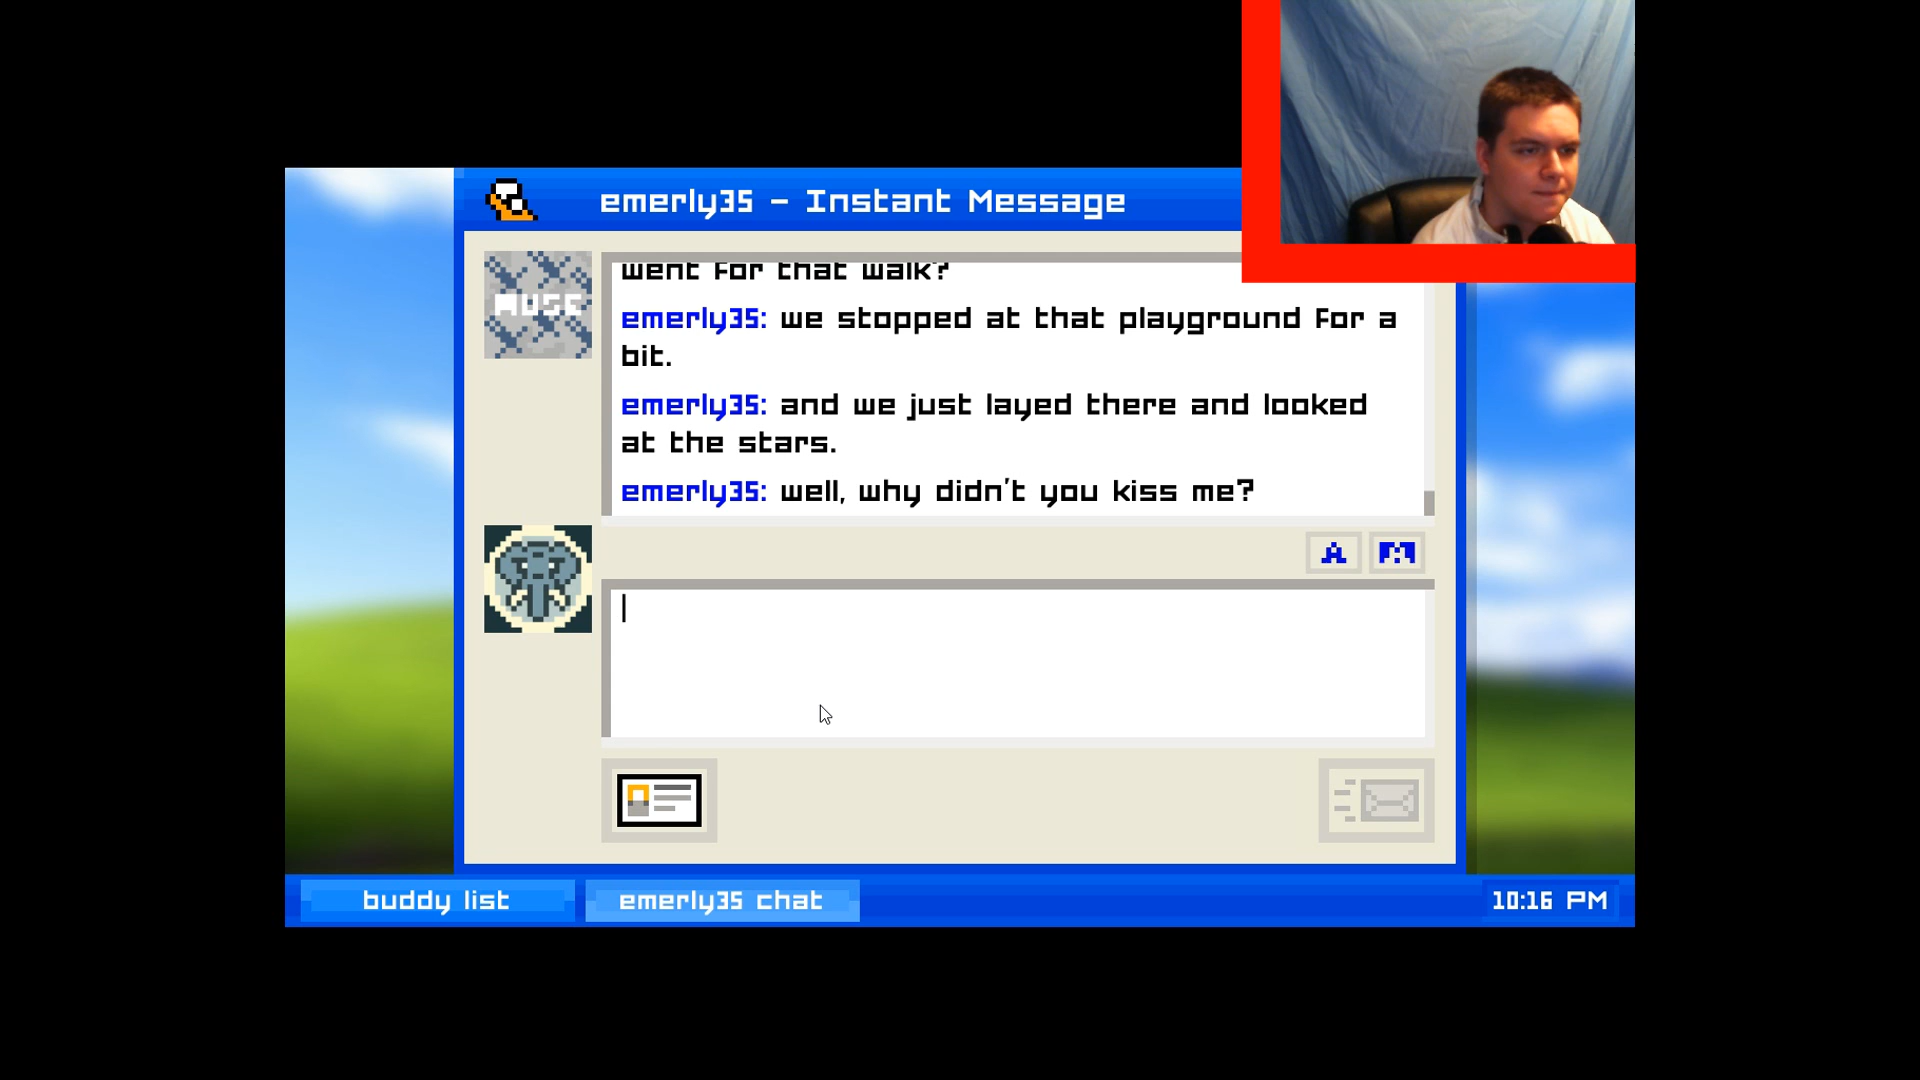 emerly35 - Instant Message
MUSE
went for that walk?
emerly35: we stopped at that playground for a
bit.
emerly35: and we just layed there and looked
at the stars.
emerly35: well, why didn't you kiss me?
A
buddy list
emerly35 chat
10:16 PM